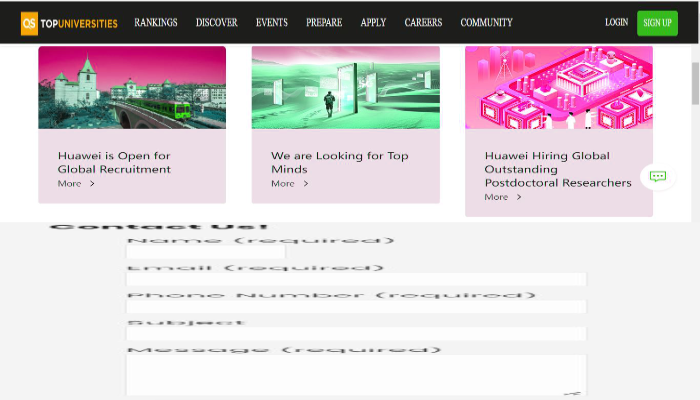 QS TOPUNIVERSITIES RANKINGS DISCOVER EVENTS PREPARE APPLY CAREERS COMMUNITY LOGIN SIGN UP
Huawei is Open for
Global Recruitment
More >
We are Looking for Top
Minds
More >
Huawei Hiring Global
Outstanding
Postdoctoral Researchers
More >
Contact Us!
Name (required)
Email (required)
Phone Number (required)
Subject
Message (required)